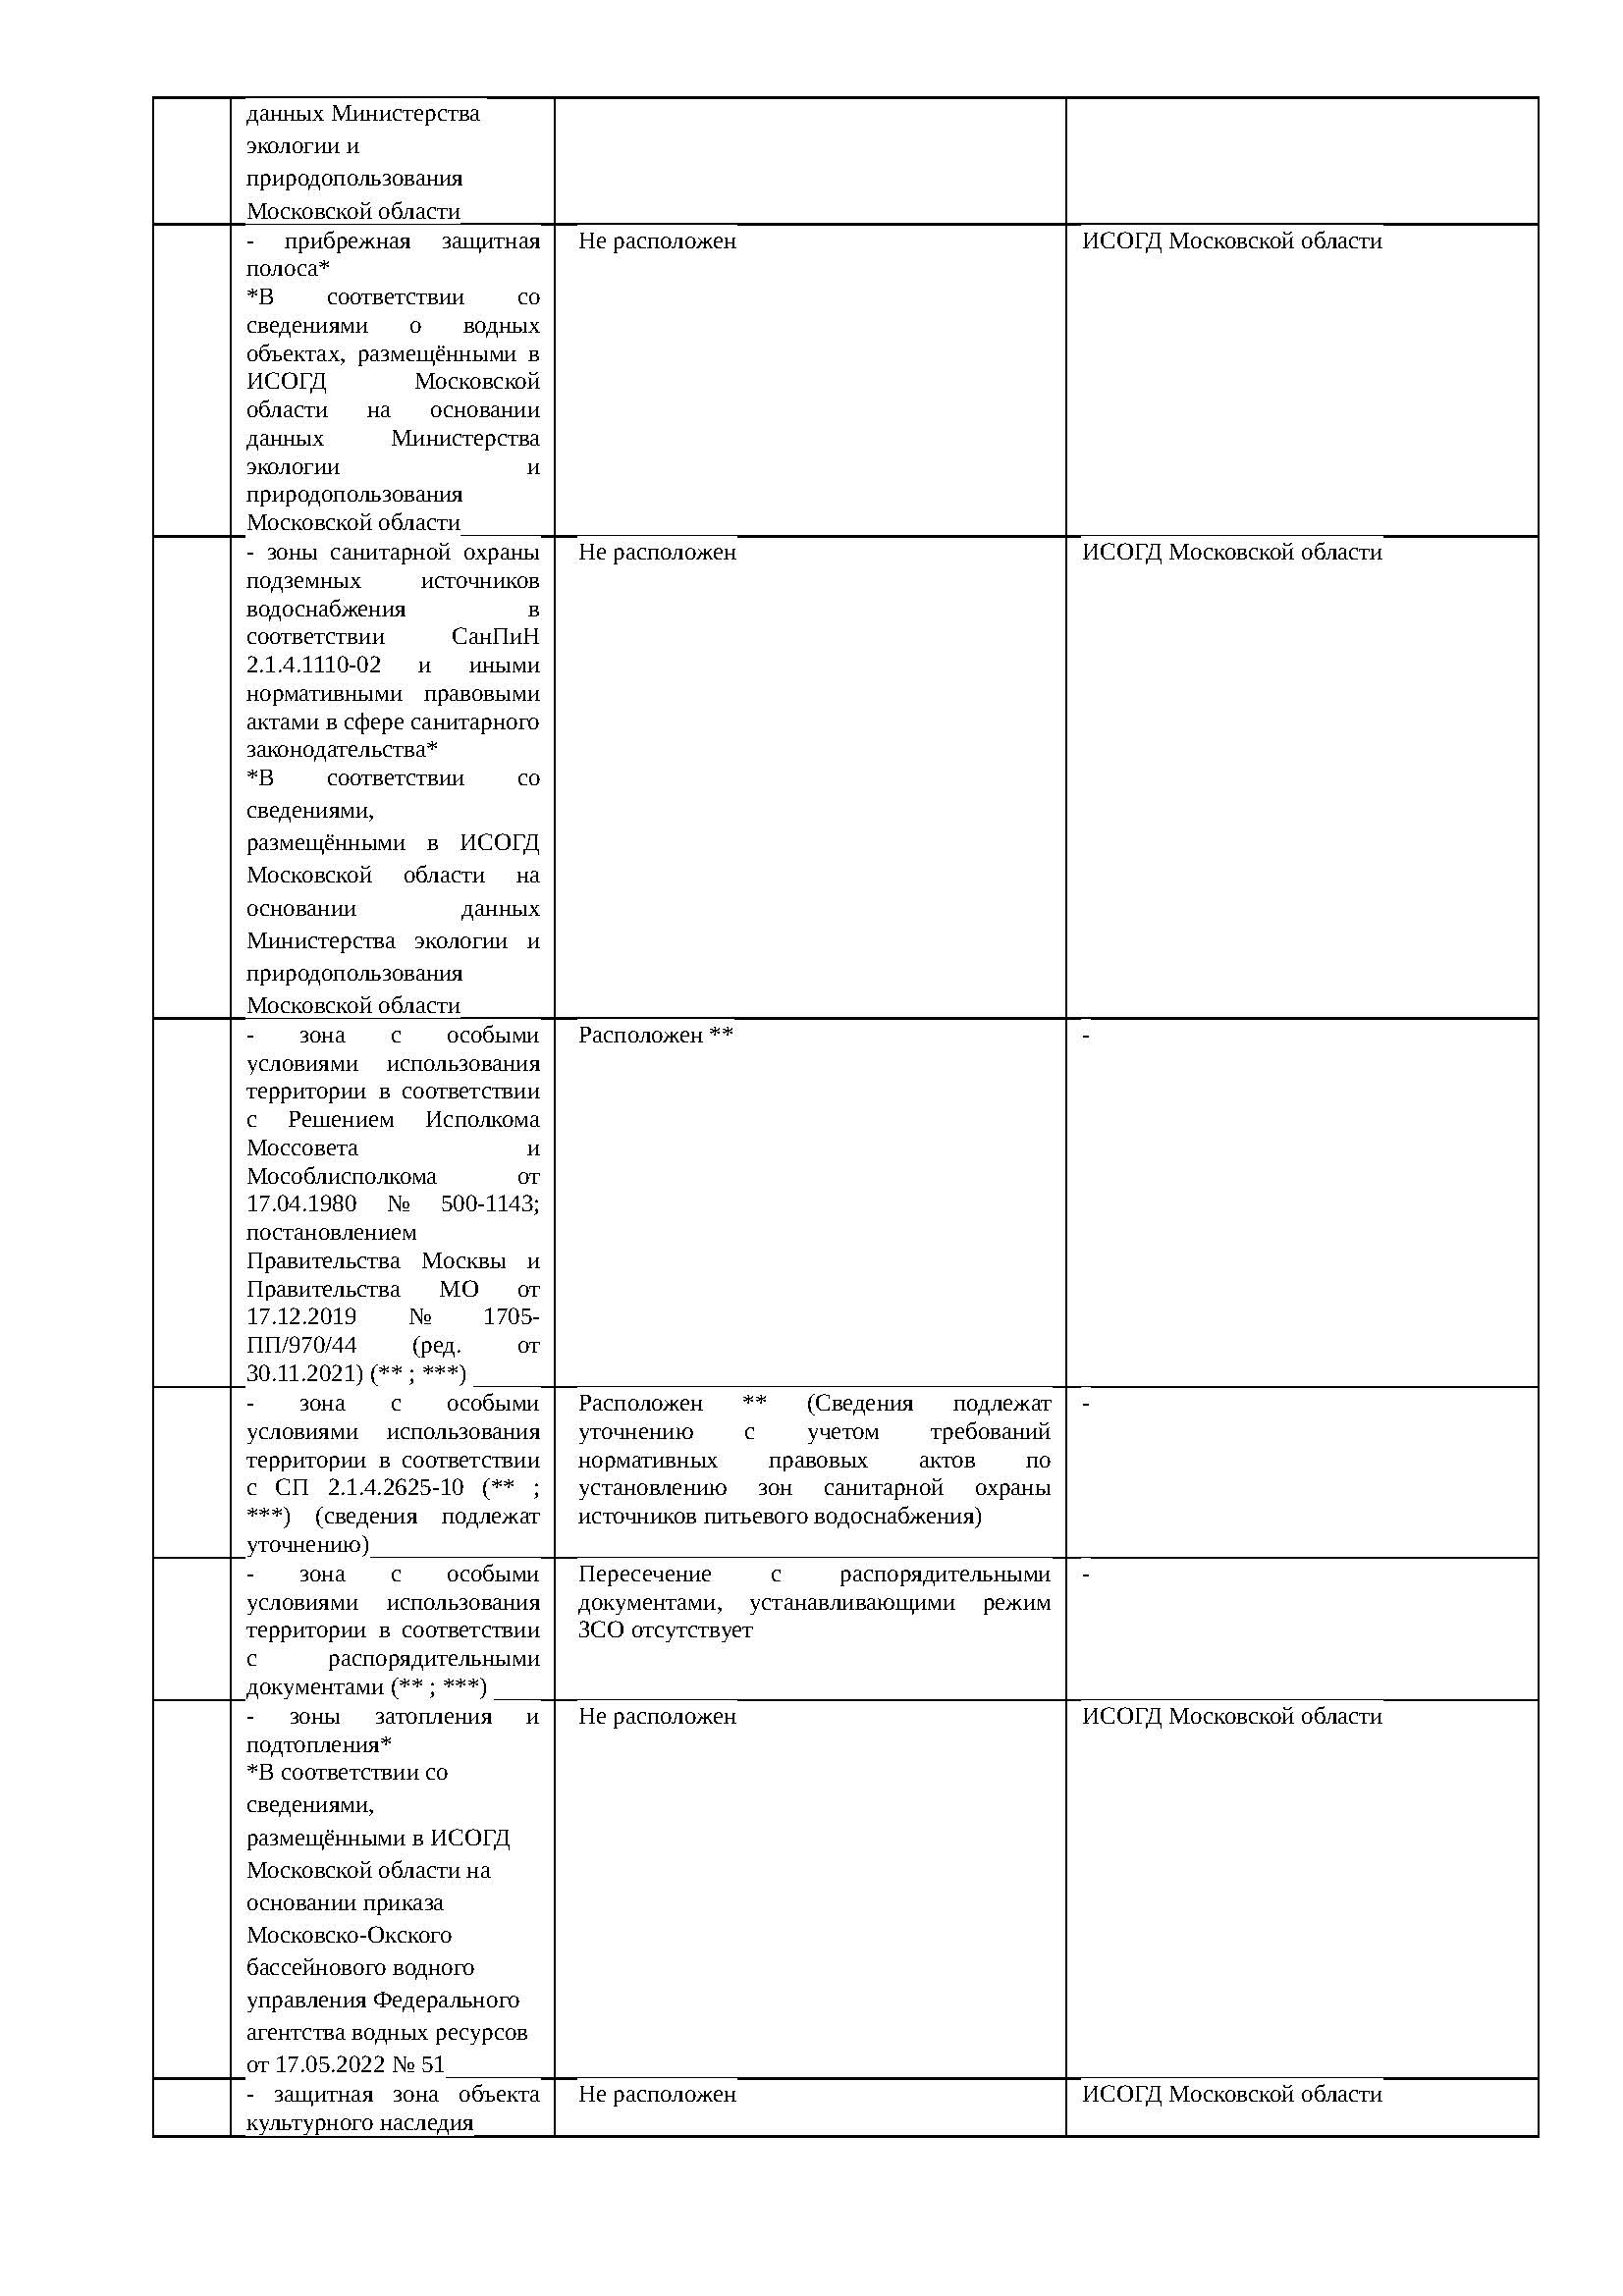 данных Министерства
экологии и
природопользования
Московской области
- прибрежная защитная
полоса*
*В соответствии со
сведениями о водных
объектах, размещёнными в
ИСОГД Московской
области на основании
данных Министерства
экологии и
природопользования
Московской области
Не расположен
ИСОГД Московской области
- зоны санитарной охраны
подземных источников
водоснабжения в
соответствии СанПиН
2.1.4.1110-02 и иными
нормативными правовыми
актами в сфере санитарного
законодательства*
*В соответствии со
сведениями,
размещёнными в ИСОГД
Московской области на
основании данных
Министерства экологии и
природопользования
Московской области
Не расположен
ИСОГД Московской области
- зона с особыми
условиями использования
территории в соответствии
с Решением Исполкома
Моссовета и
Мособлисполкома от
17.04.1980 № 500-1143;
постановлением
Правительства Москвы и
Правительства МО от
17.12.2019 № 1705-
ПП/970/44 (ред. от
30.11.2021) (** ; ***)
Расположен **
-
- зона с особыми
условиями использования
территории в соответствии
с СП 2.1.4.2625-10 (** ;
***) (сведения подлежат
уточнению)
Расположен ** (Сведения подлежат
уточнению с учетом требований
нормативных правовых актов по
установлению зон санитарной охраны
источников питьевого водоснабжения)
-
- зона с особыми
условиями использования
территории в соответствии
с распорядительными
документами (** ; ***)
Пересечение с распорядительными
документами, устанавливающими режим
ЗСО отсутствует
-
- зоны затопления и
подтопления*
*В соответствии со
сведениями,
размещёнными в ИСОГД
Московской области на
основании приказа
Московско-Окского
бассейнового водного
управления Федерального
агентства водных ресурсов
от 17.05.2022 № 51
Не расположен
ИСОГД Московской области
- защитная зона объекта
культурного наследия
Не расположен
ИСОГД Московской области